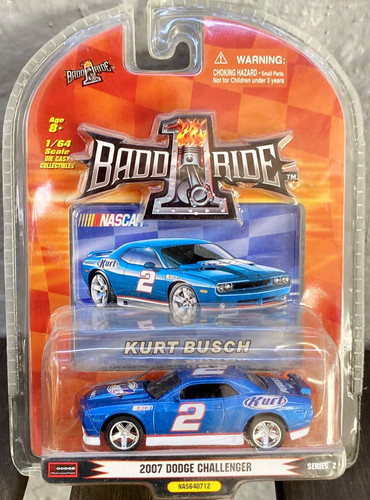 BADD 1 RIDE
WARNING:
CHOKING HAZARD - Small Parts
Not for Children under 3 years
Age
8+
1/64
Scale
DIE CAST
COLLECTIBLES
BADD 1 RIDE TM
NASCAR
Kurt
2
KURT BUSCH
2
Kurt
DODGE
2007 DODGE CHALLENGER
SERIES 2
NAS640712